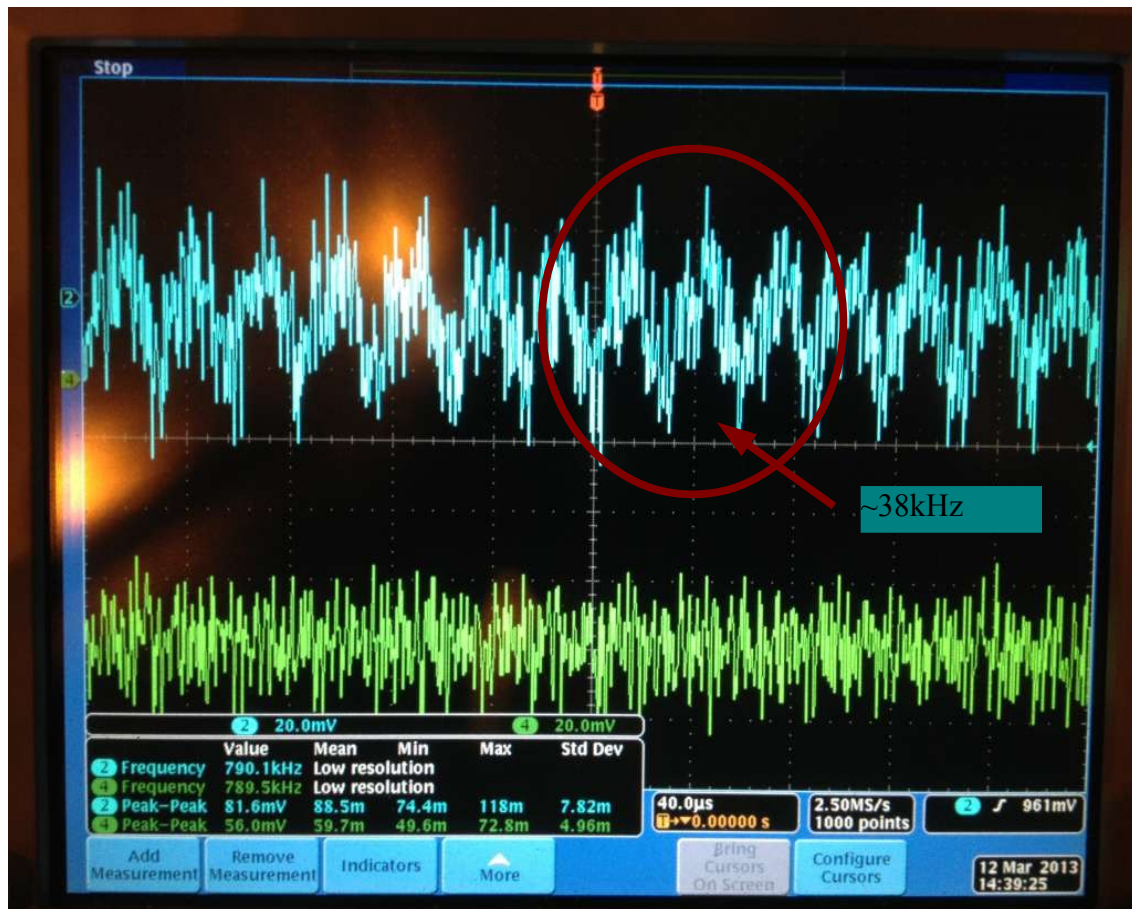 Stop
T
T
2
4
~38kHz
2 20.0mV 4 20.0mV
Value Mean Min Max Std Dev
2 Frequency 790.1kHz Low resolution
4 Frequency 789.5kHz Low resolution
2 Peak-Peak 81.6mV 88.5m 74.4m 118m 7.82m
4 Peak-Peak 56.0mV 59.7m 49.6m 72.8m 4.96m
40.0µs
T→▼0.00000 s
2.50MS/s
1000 points
2 ʃ 961mV
Add
Measurement
Remove
Measurement
Indicators
More
Bring
Cursors
On Screen
Configure
Cursors
12 Mar 2013
14:39:25